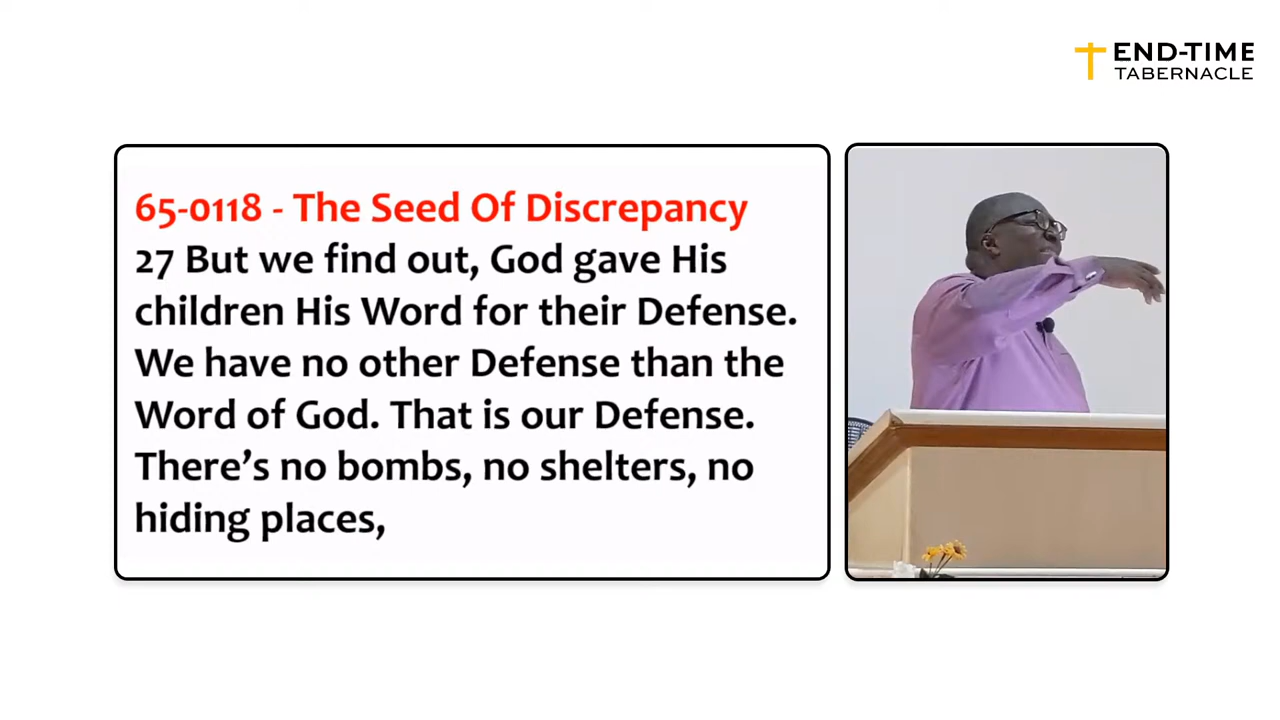 END-TIME
TABERNACLE
65-0118 - The Seed Of Discrepancy
27 But we find out, God gave His
children His Word for their Defense.
We have no other Defense than the
Word of God. That is our Defense.
There’s no bombs, no shelters, no
hiding places,